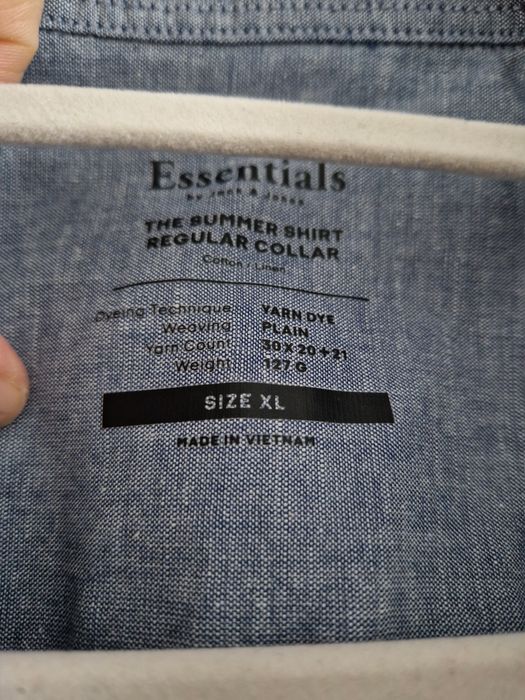 Essentials
by Jack & Jones
THE SUMMER SHIRT
REGULAR COLLAR
Cotton / Linen
Dyeing Technique YARN DYE
Weaving PLAIN
Yarn Count 30 X 20 + 21
Weight 127 G
SIZE XL
MADE IN VIETNAM